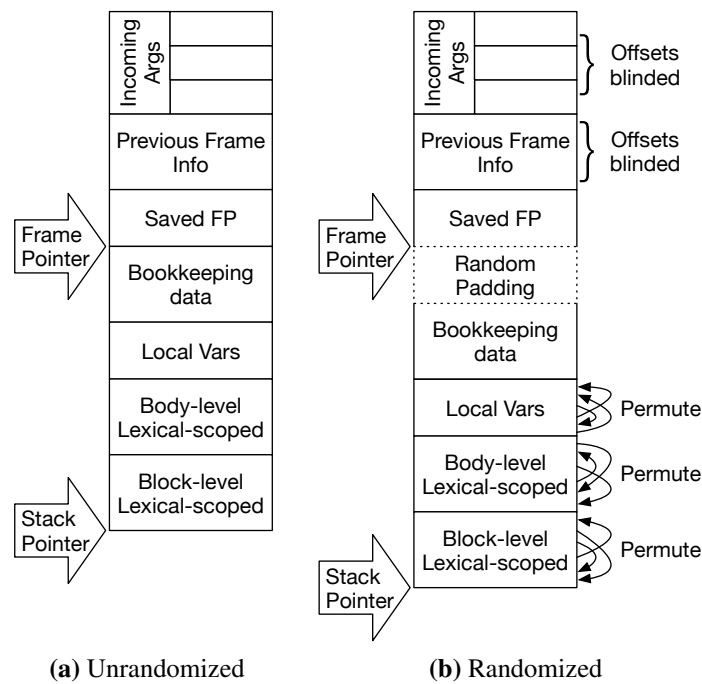 Incoming
Args
Previous Frame
Info
Saved FP
Frame
Pointer
Bookkeeping
data
Local Vars
Body-level
Lexical-scoped
Block-level
Lexical-scoped
Stack
Pointer
(a) Unrandomized
Incoming
Args
Offsets
blinded
Previous Frame
Info
Offsets
blinded
Saved FP
Frame
Pointer
Random
Padding
Bookkeeping
data
Local Vars
Permute
Body-level
Lexical-scoped
Permute
Block-level
Lexical-scoped
Permute
Stack
Pointer
(b) Randomized